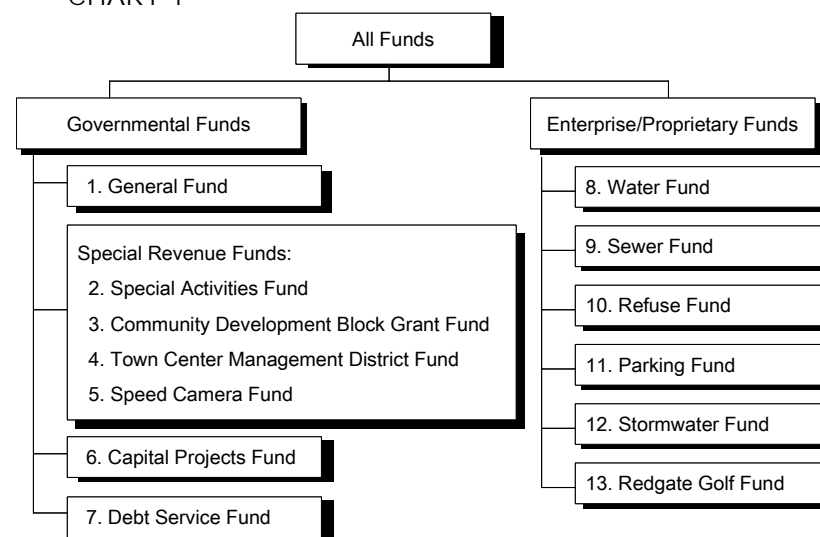 CHART 1
All Funds
Governmental Funds
Enterprise/Proprietary Funds
1. General Fund
Special Revenue Funds:
2. Special Activities Fund
3. Community Development Block Grant Fund
4. Town Center Management District Fund
5. Speed Camera Fund
6. Capital Projects Fund
7. Debt Service Fund
8. Water Fund
9. Sewer Fund
10. Refuse Fund
11. Parking Fund
12. Stormwater Fund
13. Redgate Golf Fund